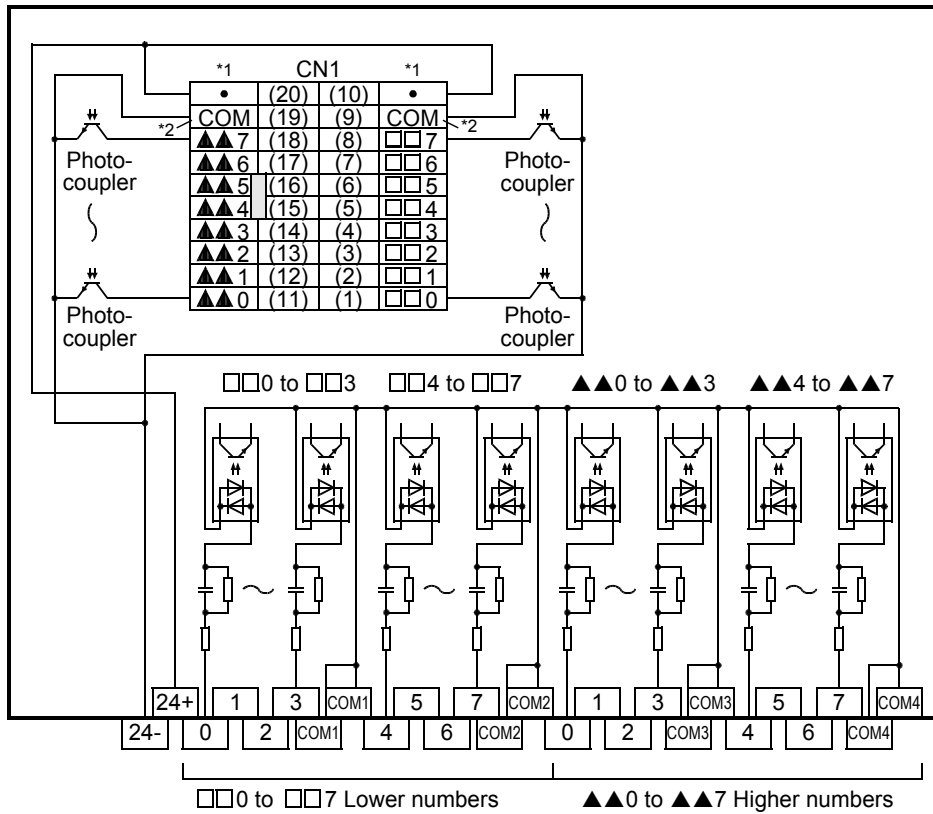 *1 CN1 *1
• (20) (10) •
*2 COM (19) (9) COM *2
▲▲7 (18) (8) □□7
▲▲6 (17) (7) □□6
▲▲5 (16) (6) □□5
▲▲4 (15) (5) □□4
▲▲3 (14) (4) □□3
▲▲2 (13) (3) □□2
▲▲1 (12) (2) □□1
▲▲0 (11) (1) □□0
Photo-
coupler
Photo-
coupler
Photo-
coupler
Photo-
coupler
□□0 to □□3 □□4 to □□7 ▲▲0 to ▲▲3 ▲▲4 to ▲▲7
24+ 1 3 COM1 5 7 COM2 1 3 COM3 5 7 COM4
24- 0 2 COM1 4 6 COM2 0 2 COM3 4 6 COM4
□□0 to □□7 Lower numbers ▲▲0 to ▲▲7 Higher numbers